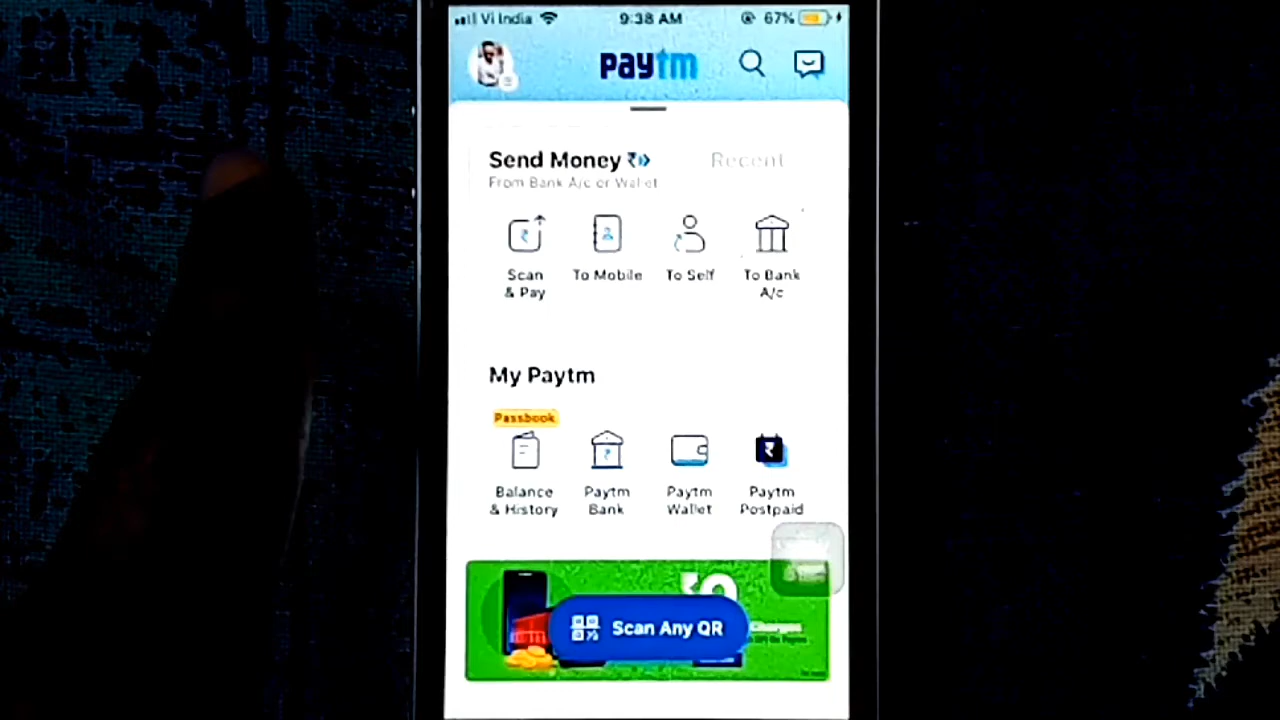 Vi India 9:38 AM 67%
paytm
Send Money Recent
From Bank A/c or Wallet
Scan & Pay
To Mobile
To Self
To Bank A/c
My Paytm
Passbook
Balance & History
Paytm Bank
Paytm Wallet
Paytm Postpaid
Charges
Scan Any QR